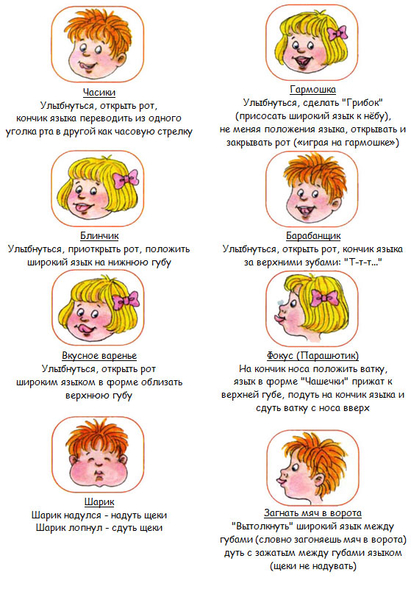 Часики
Улыбнуться, открыть рот,
кончик языка переводить из одного
уголка рта в другой как часовую стрелку
Гармошка
Улыбнуться, сделать "Грибок"
(присосать широкий язык к нёбу),
не меняя положения языка, открывать и
закрывать рот («играя на гармошке»)
Блинчик
Улыбнуться, приоткрыть рот, положить
широкий язык на нижнюю губу
Барабанщик
Улыбнуться, открыть рот, кончик языка
за верхними зубами: "Т-т-т..."
Вкусное варенье
Улыбнуться, открыть рот
широким языком в форме облизать
верхнюю губу
Фокус (Парашютик)
На кончик носа положить ватку,
язык в форме "Чашечки" прижат к
верхней губе, подуть на кончик языка и
сдуть ватку с носа вверх
Шарик
Шарик надулся - надуть щеки
Шарик лопнул - сдуть щеки
Загнать мяч в ворота
"Вытолкнуть" широкий язык между
губами (словно загоняешь мяч в ворота)
дуть с зажатым между губами языком
(щеки не надувать)